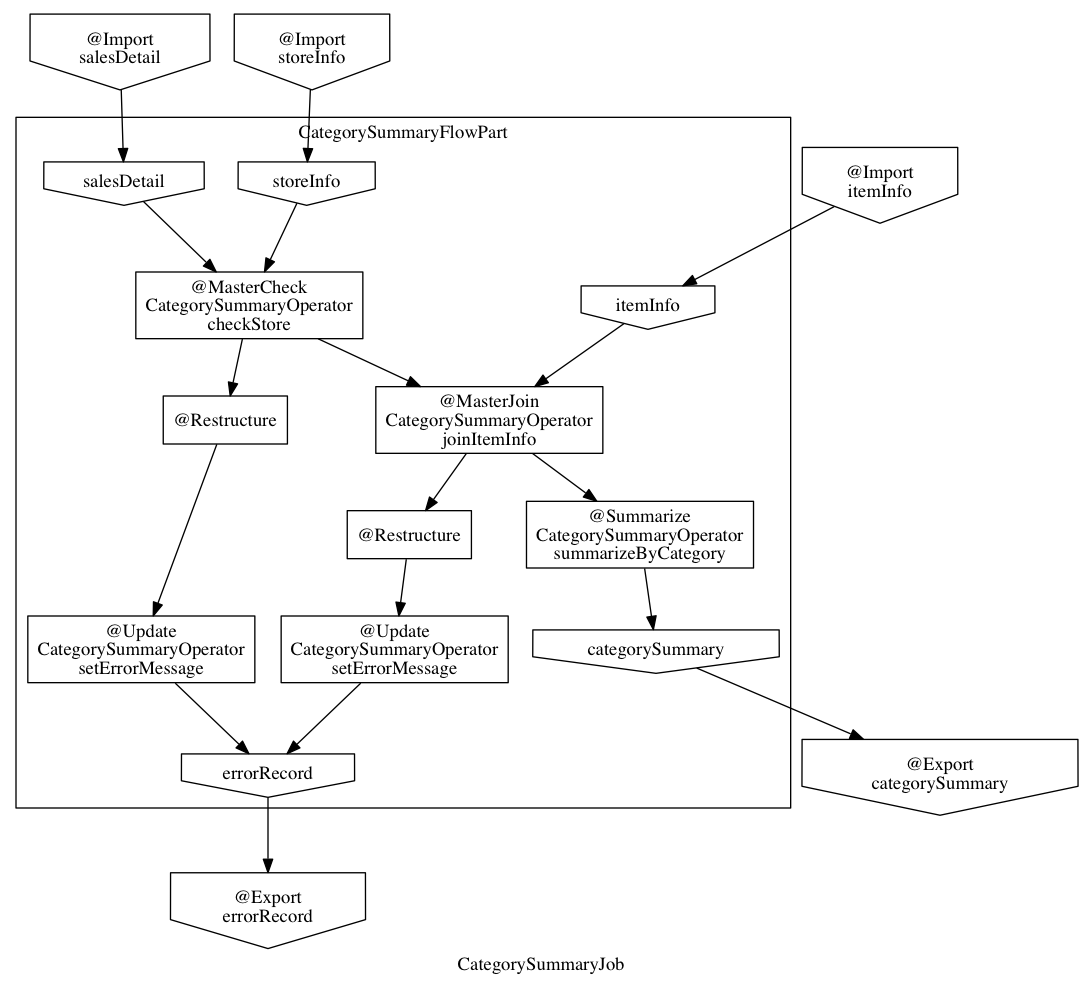 @Import
salesDetail
@Import
storeInfo
CategorySummaryFlowPart
salesDetail
storeInfo
@Import
itemInfo
@MasterCheck
CategorySummaryOperator
checkStore
itemInfo
@Restructure
@MasterJoin
CategorySummaryOperator
joinItemInfo
@Restructure
@Summarize
CategorySummaryOperator
summarizeByCategory
@Update
CategorySummaryOperator
setErrorMessage
@Update
CategorySummaryOperator
setErrorMessage
categorySummary
errorRecord
@Export
categorySummary
@Export
errorRecord
CategorySummaryJob